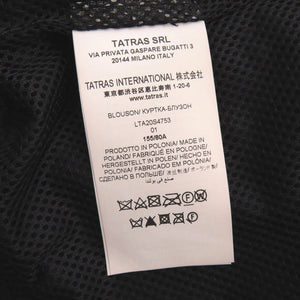 TATRAS SRL
VIA PRIVATA GASPARE BUGATTI 3
20144 MILANO ITALY
TATRAS INTERNATIONAL 株式会社
東京都渋谷区恵比寿南 1-20-6
www.tatras.it
BLOUSON/ КУРТКА-БЛУЗОН
LTA20S4753
01
155/80A
PRODOTTO IN POLONIA/ MADE IN
POLAND/ FABRIQUÉ EN POLOGNE/
HERGESTELLT IN POLEN/ HECHO
EN POLONIA/ FABRICADO EM POLONIA/
СДЕЛАНО В ПОЛЬШЕ/